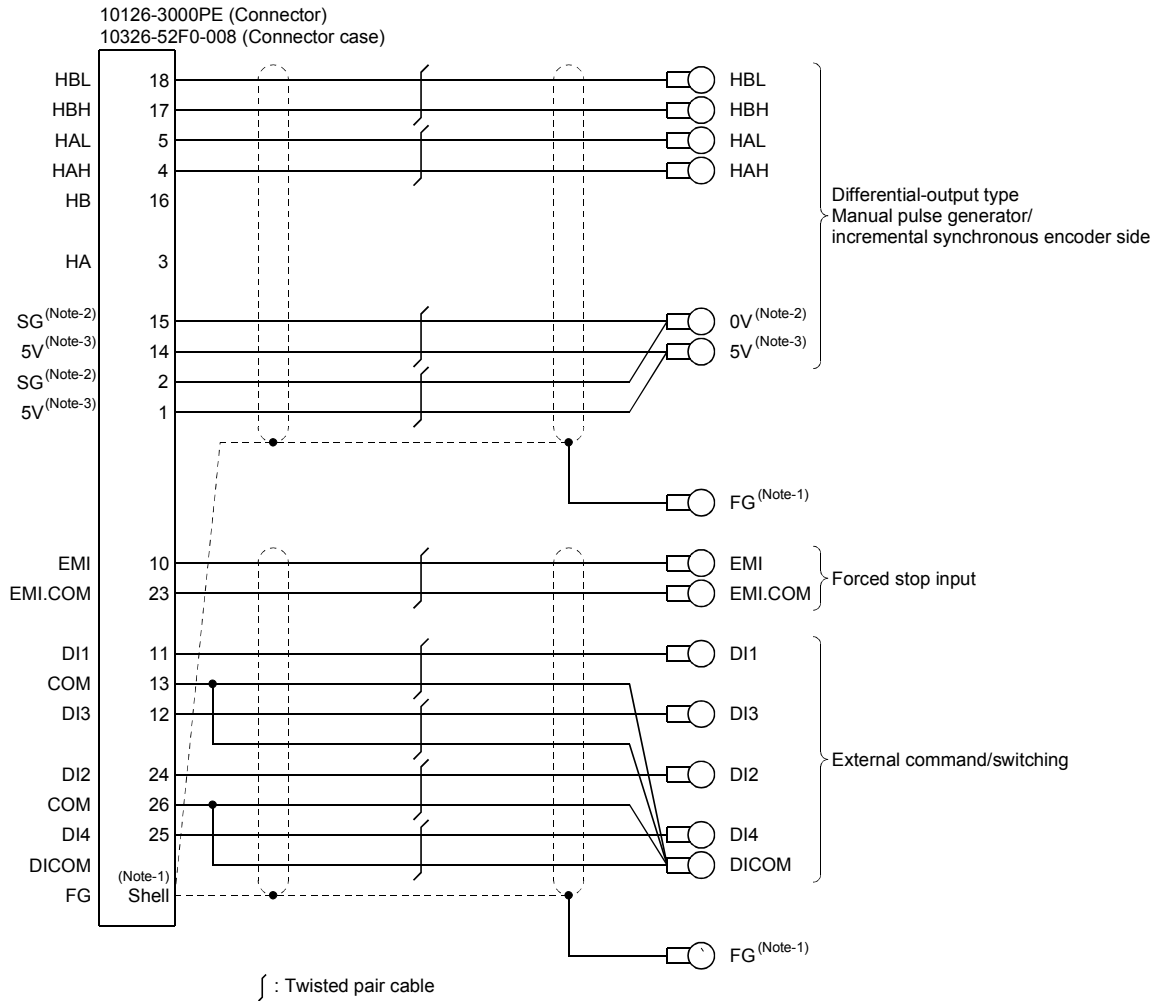 10126-3000PE (Connector)
10326-52F0-008 (Connector case)
HBL 18 HBL
HBH 17 HBH
HAL 5 HAL
HAH 4 HAH
HB 16
HA 3
Differential-output type
Manual pulse generator/
incremental synchronous encoder side
SG(Note-2) 15 0V(Note-2)
5V(Note-3) 14 5V(Note-3)
SG(Note-2) 2
5V(Note-3) 1
FG(Note-1)
EMI 10 EMI
EMI.COM 23 EMI.COM
Forced stop input
DI1 11 DI1
COM 13
DI3 12 DI3
DI2 24 DI2
COM 26
DI4 25 DI4
DICOM DICOM
External command/switching
(Note-1)
FG Shell
FG(Note-1)
: Twisted pair cable